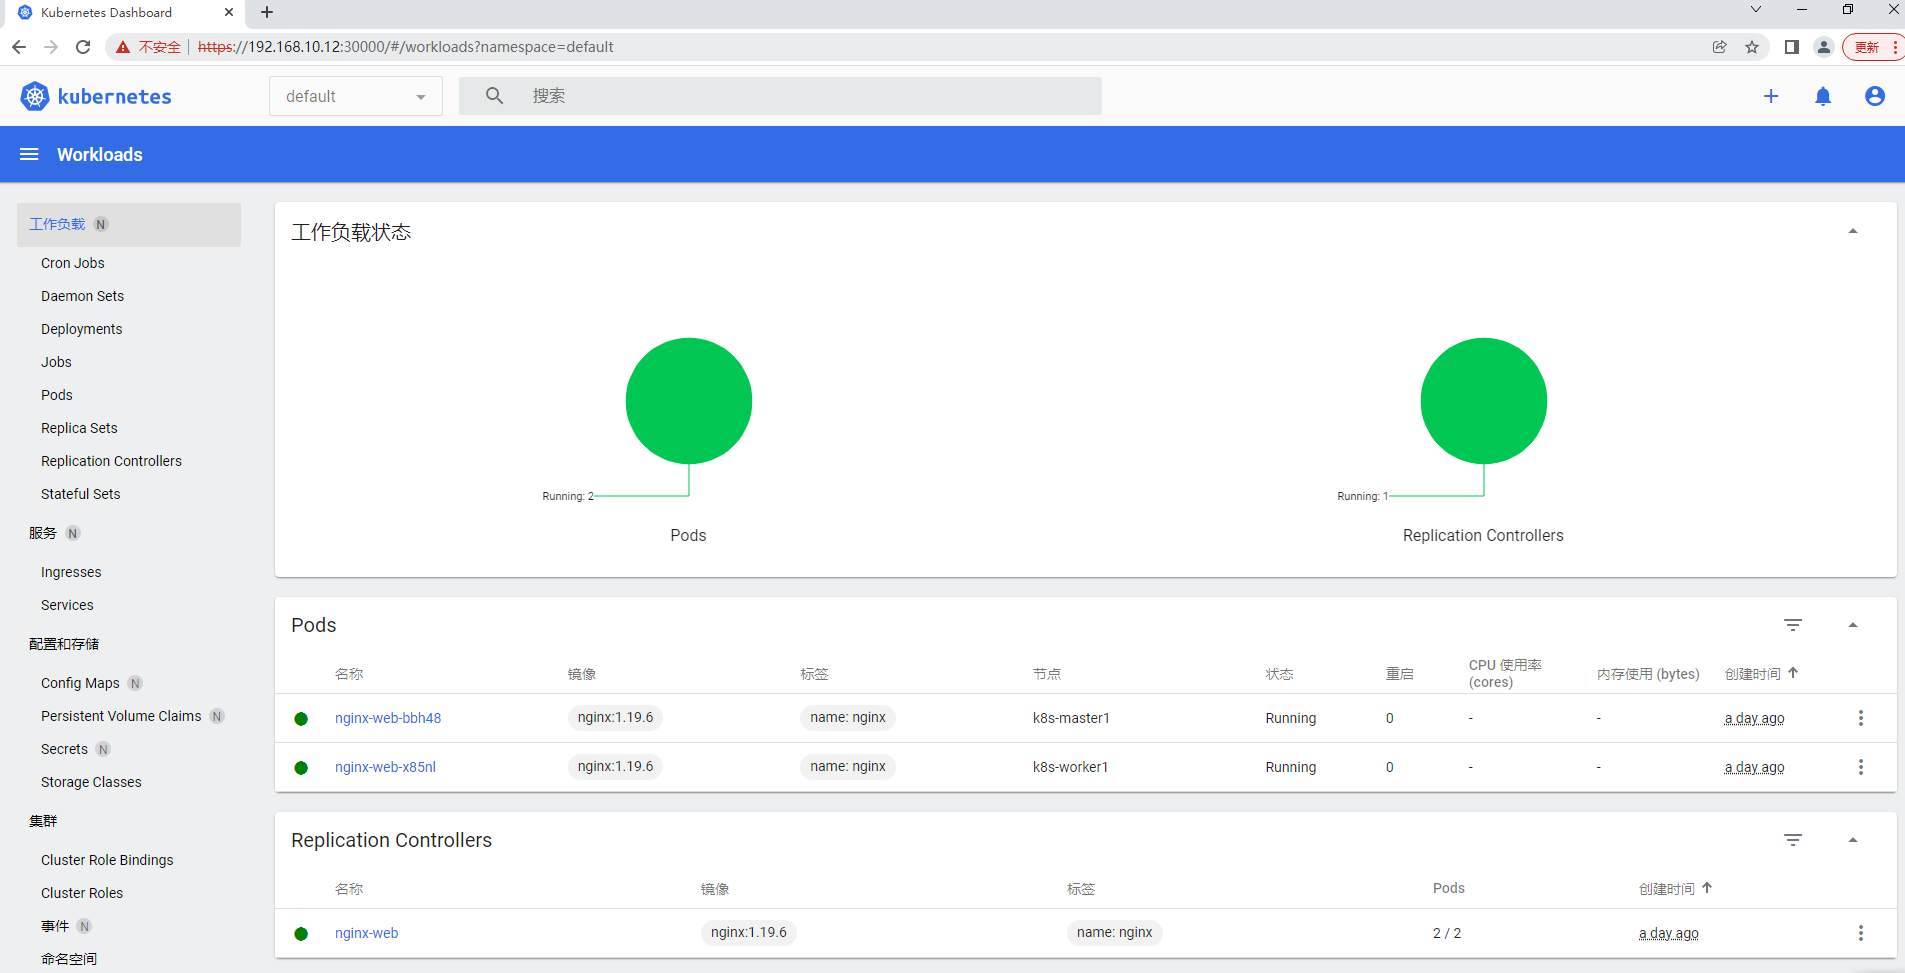 Kubernetes Dashboard
不安全 https://192.168.10.12:30000/#/workloads?namespace=default 更新
kubernetes default 搜索
Workloads
工作负载 N
Cron Jobs
Daemon Sets
Deployments
Jobs
Pods
Replica Sets
Replication Controllers
Stateful Sets
服务 N
Ingresses
Services
配置和存储
Config Maps N
Persistent Volume Claims N
Secrets N
Storage Classes
集群
Cluster Role Bindings
Cluster Roles
事件 N
命名空间
工作负载状态
Running: 2
Pods
Running: 1
Replication Controllers
Pods
名称 镜像 标签 节点 状态 重启 CPU 使用率 (cores) 内存使用 (bytes) 创建时间
nginx-web-bbh48 nginx:1.19.6 name: nginx k8s-master1 Running 0 - - a day ago
nginx-web-x85nl nginx:1.19.6 name: nginx k8s-worker1 Running 0 - - a day ago
Replication Controllers
名称 镜像 标签 Pods 创建时间
nginx-web nginx:1.19.6 name: nginx 2 / 2 a day ago